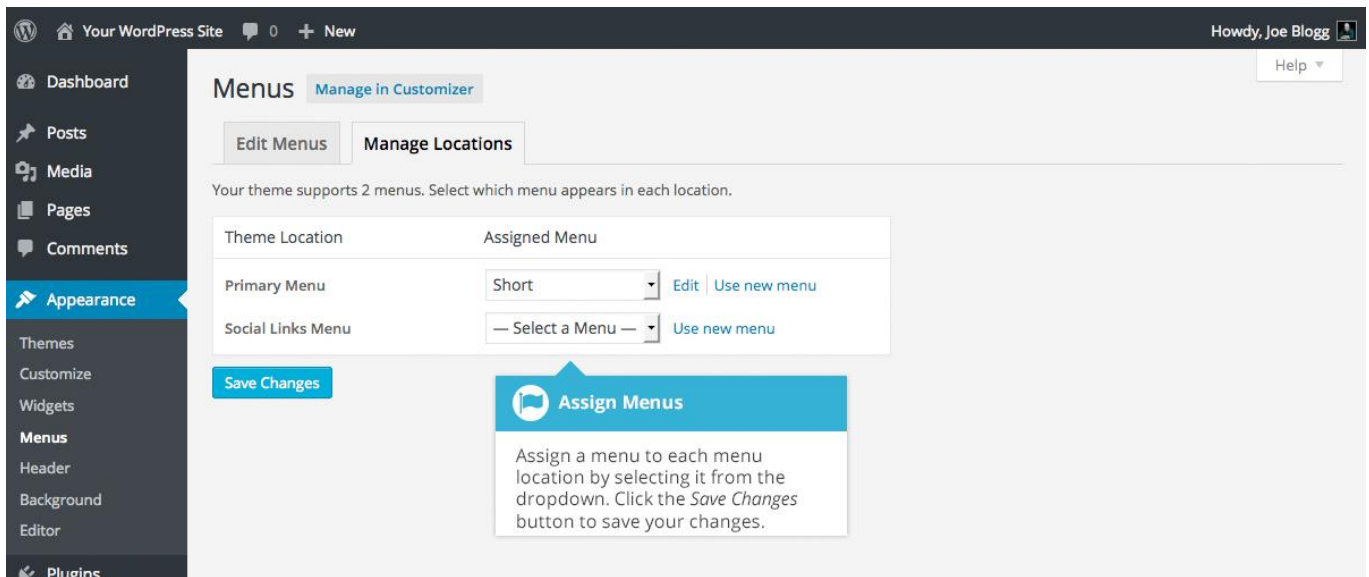 Your WordPress Site 0 + New Howdy, Joe Blogg
Help
Dashboard
Posts
Media
Pages
Comments
Appearance
Themes
Customize
Widgets
Menus
Header
Background
Editor
Plugins
Menus Manage in Customizer
Edit Menus Manage Locations
Your theme supports 2 menus. Select which menu appears in each location.
Theme Location Assigned Menu
Primary Menu Short Edit Use new menu
Social Links Menu — Select a Menu — Use new menu
Save Changes
Assign Menus
Assign a menu to each menu
location by selecting it from the
dropdown. Click the Save Changes
button to save your changes.